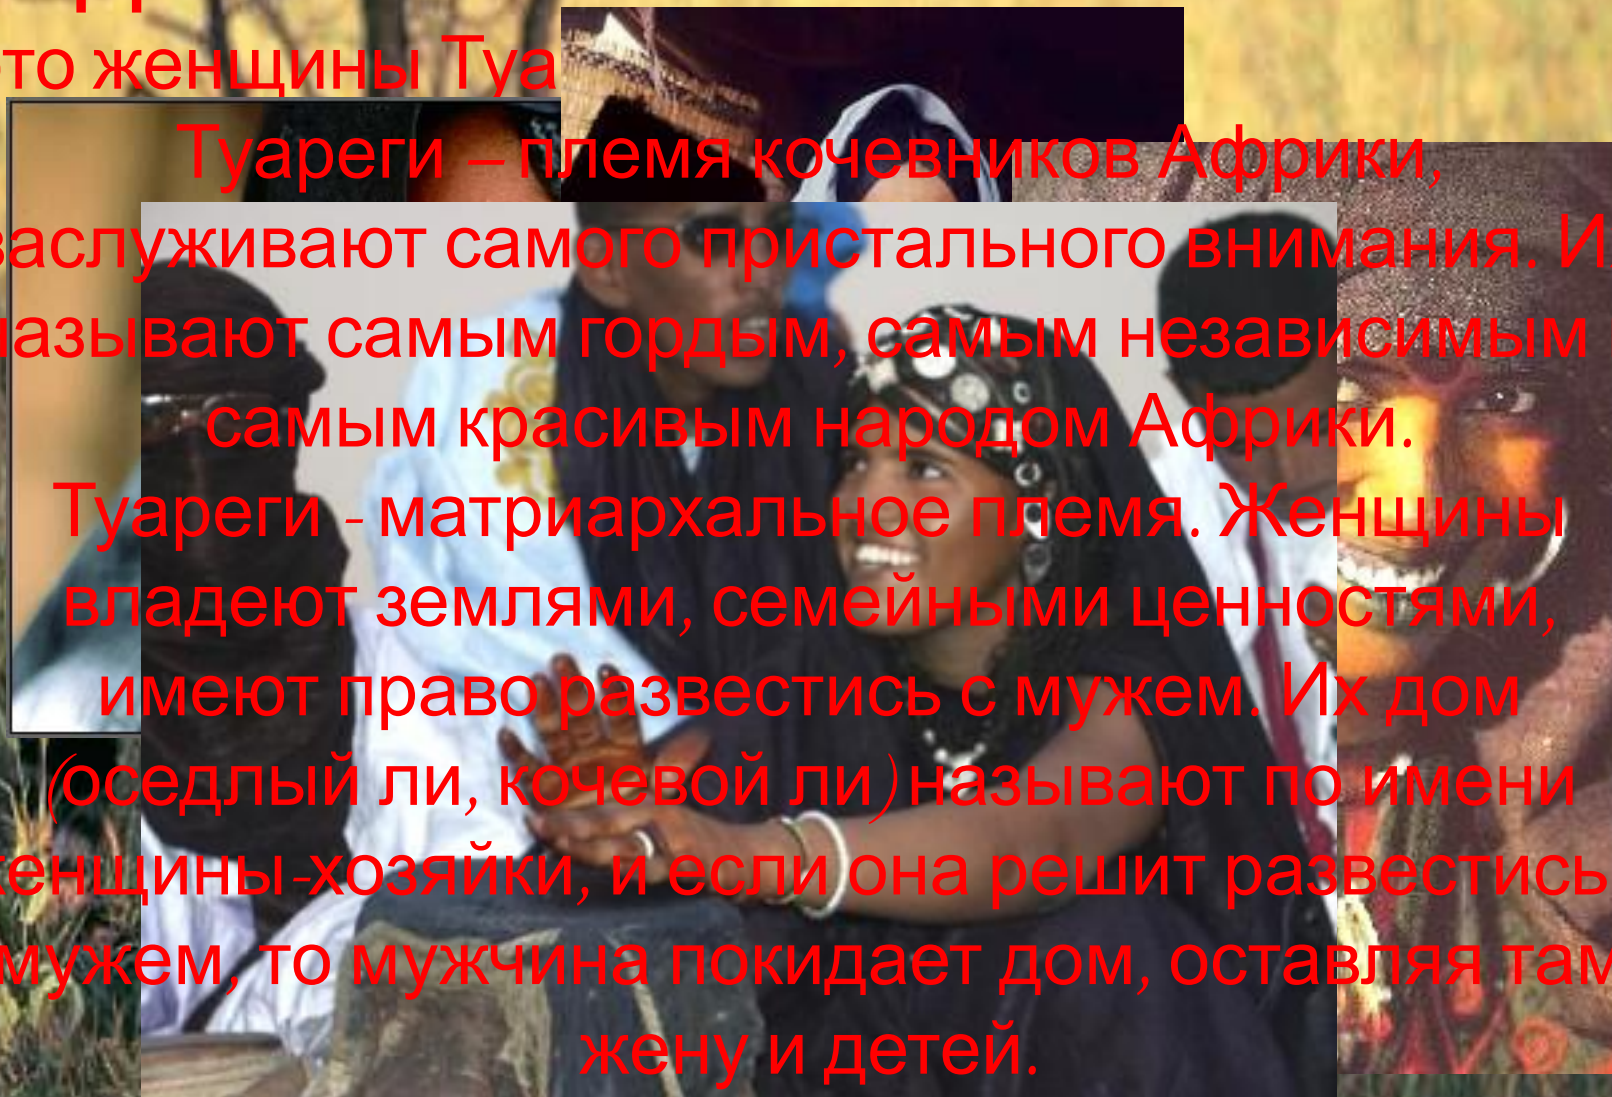 то женщины Туа
Туареги – племя кочевников Африки,
заслуживают самого пристального внимания. И
называют самым гордым, самым независимым
самым красивым народом Африки.
Туареги - матриархальное племя. Женщины
владеют землями, семейными ценностями,
имеют право развестись с мужем. Их дом
(оседлый ли, кочевой ли) называют по имени
женщины-хозяйки, и если она решит развестись
мужем, то мужчина покидает дом, оставляя там
жену и детей.